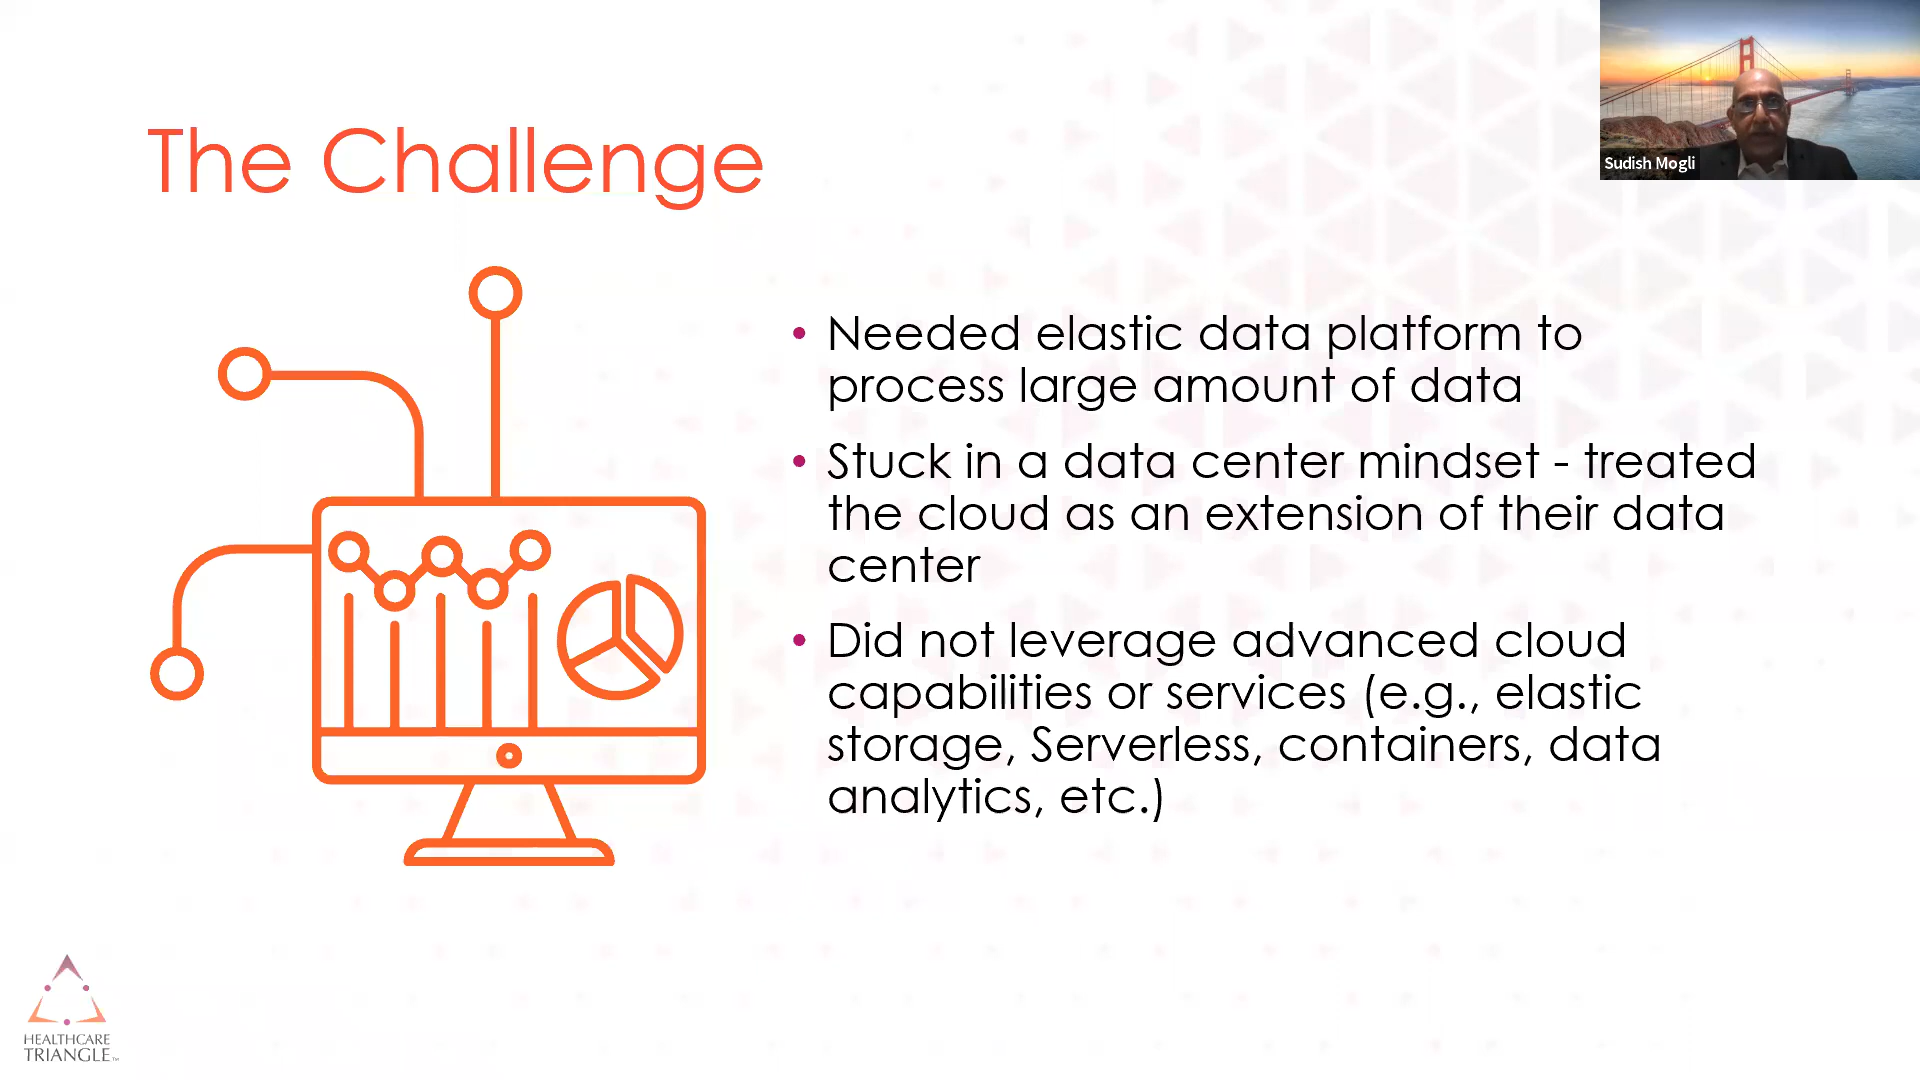 The Challenge
Sudish Mogli
• Needed elastic data platform to
process large amount of data
• Stuck in a data center mindset - treated
the cloud as an extension of their data
center
• Did not leverage advanced cloud
capabilities or services (e.g., elastic
storage, Serverless, containers, data
analytics, etc.)
HEALTHCARE
TRIANGLE™